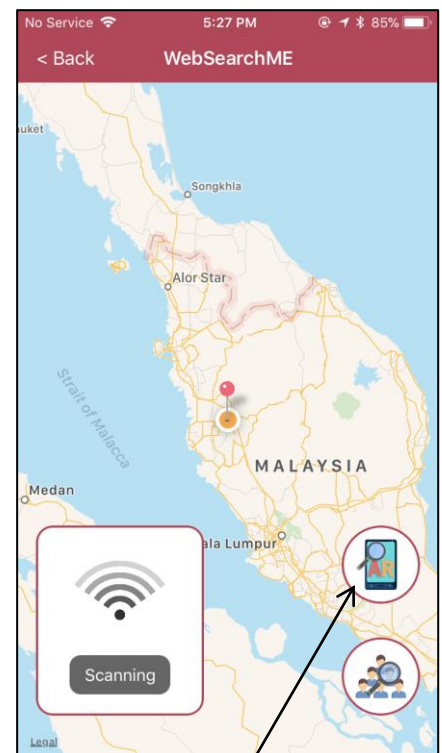 No Service 5:27 PM 85%
< Back WebSearchME
uket
Songkhla
Alor Star
Strait of Malacca
MALAYSIA
Medan
ala Lumpur
AR
Scanning
Legal